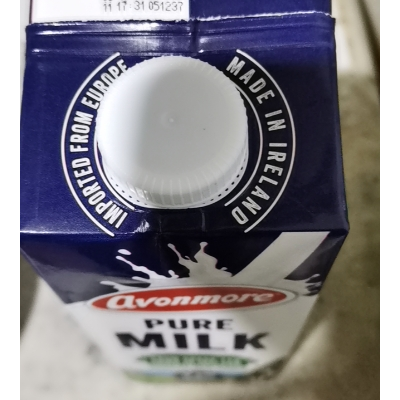 11 17:31 051237
IMPORTED FROM EUROPE
MADE IN IRELAND
avonmore
PURE
MILK